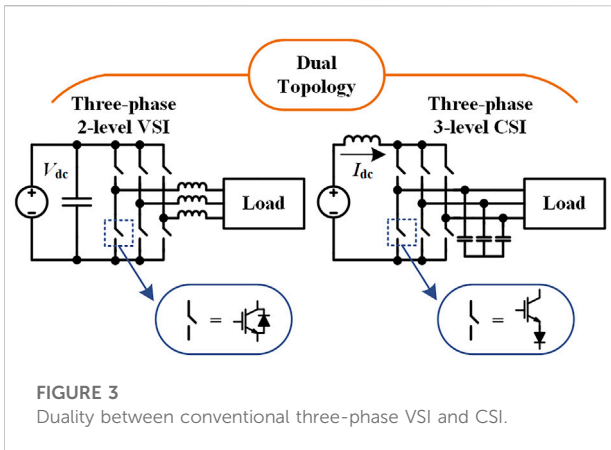 Dual
Topology
Three-phase
2-level VSI
Three-phase
3-level CSI
Vdc
Load
Idc
Load
=
=
FIGURE 3
Duality between conventional three-phase VSI and CSI.